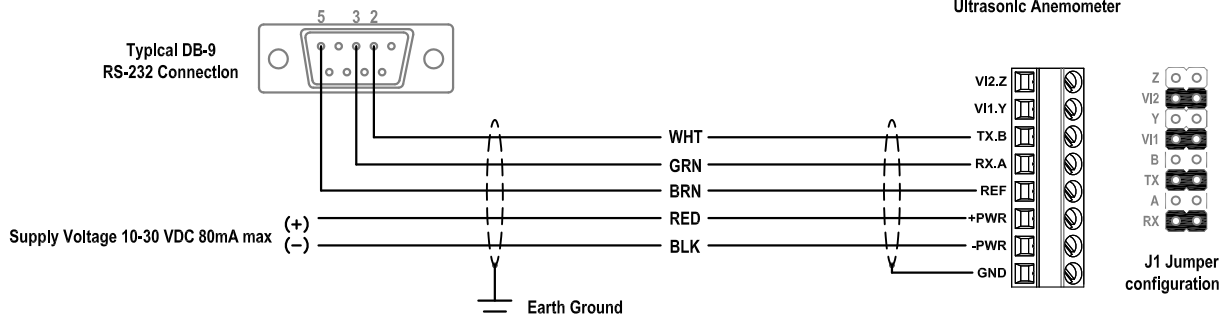 Ultrasonic Anemometer
5 3 2
Typical DB-9
RS-232 Connection
VI2.Z
VI1.Y
WHT TX.B
GRN RX.A
BRN REF
(+) RED +PWR
Supply Voltage 10-30 VDC 80mA max (−) BLK -PWR
GND
Earth Ground
Z
VI2
Y
VI1
B
TX
A
RX
J1 Jumper
configuration